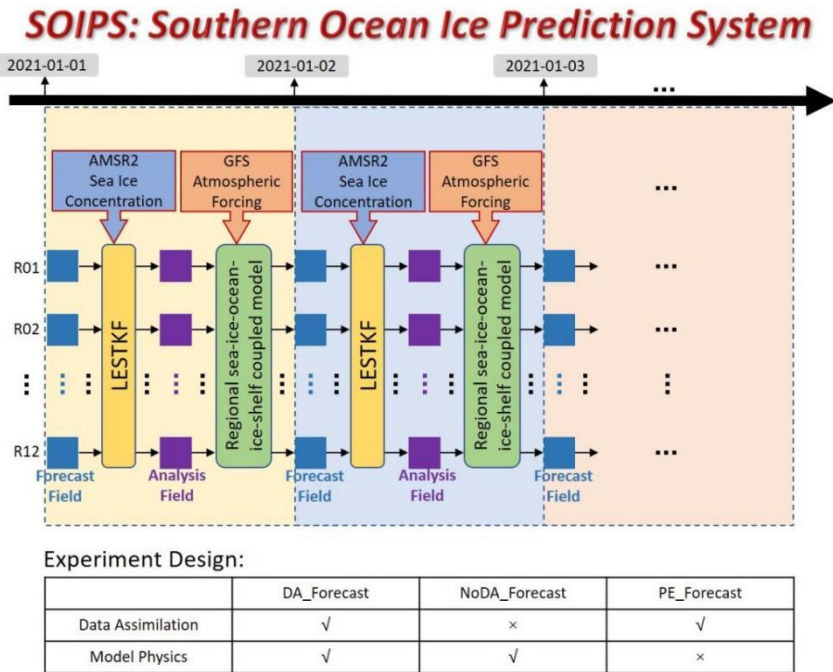 SOIPS: Southern Ocean Ice Prediction System
2021-01-01 2021-01-02 2021-01-03
...
AMSR2
Sea Ice
Concentration
GFS
Atmospheric
Forcing
AMSR2
Sea Ice
Concentration
GFS
Atmospheric
Forcing
...
R01
...
R02
...
R12
...
LESTKF
Regional sea-ice-ocean-
ice-shelf coupled model
LESTKF
Regional sea-ice-ocean-
ice-shelf coupled model
Forecast
Field
Analysis
Field
Forecast
Field
Analysis
Field
Forecast
Field
Experiment Design:
DA_Forecast NoDA_Forecast PE_Forecast
Data Assimilation √ × √
Model Physics √ √ ×